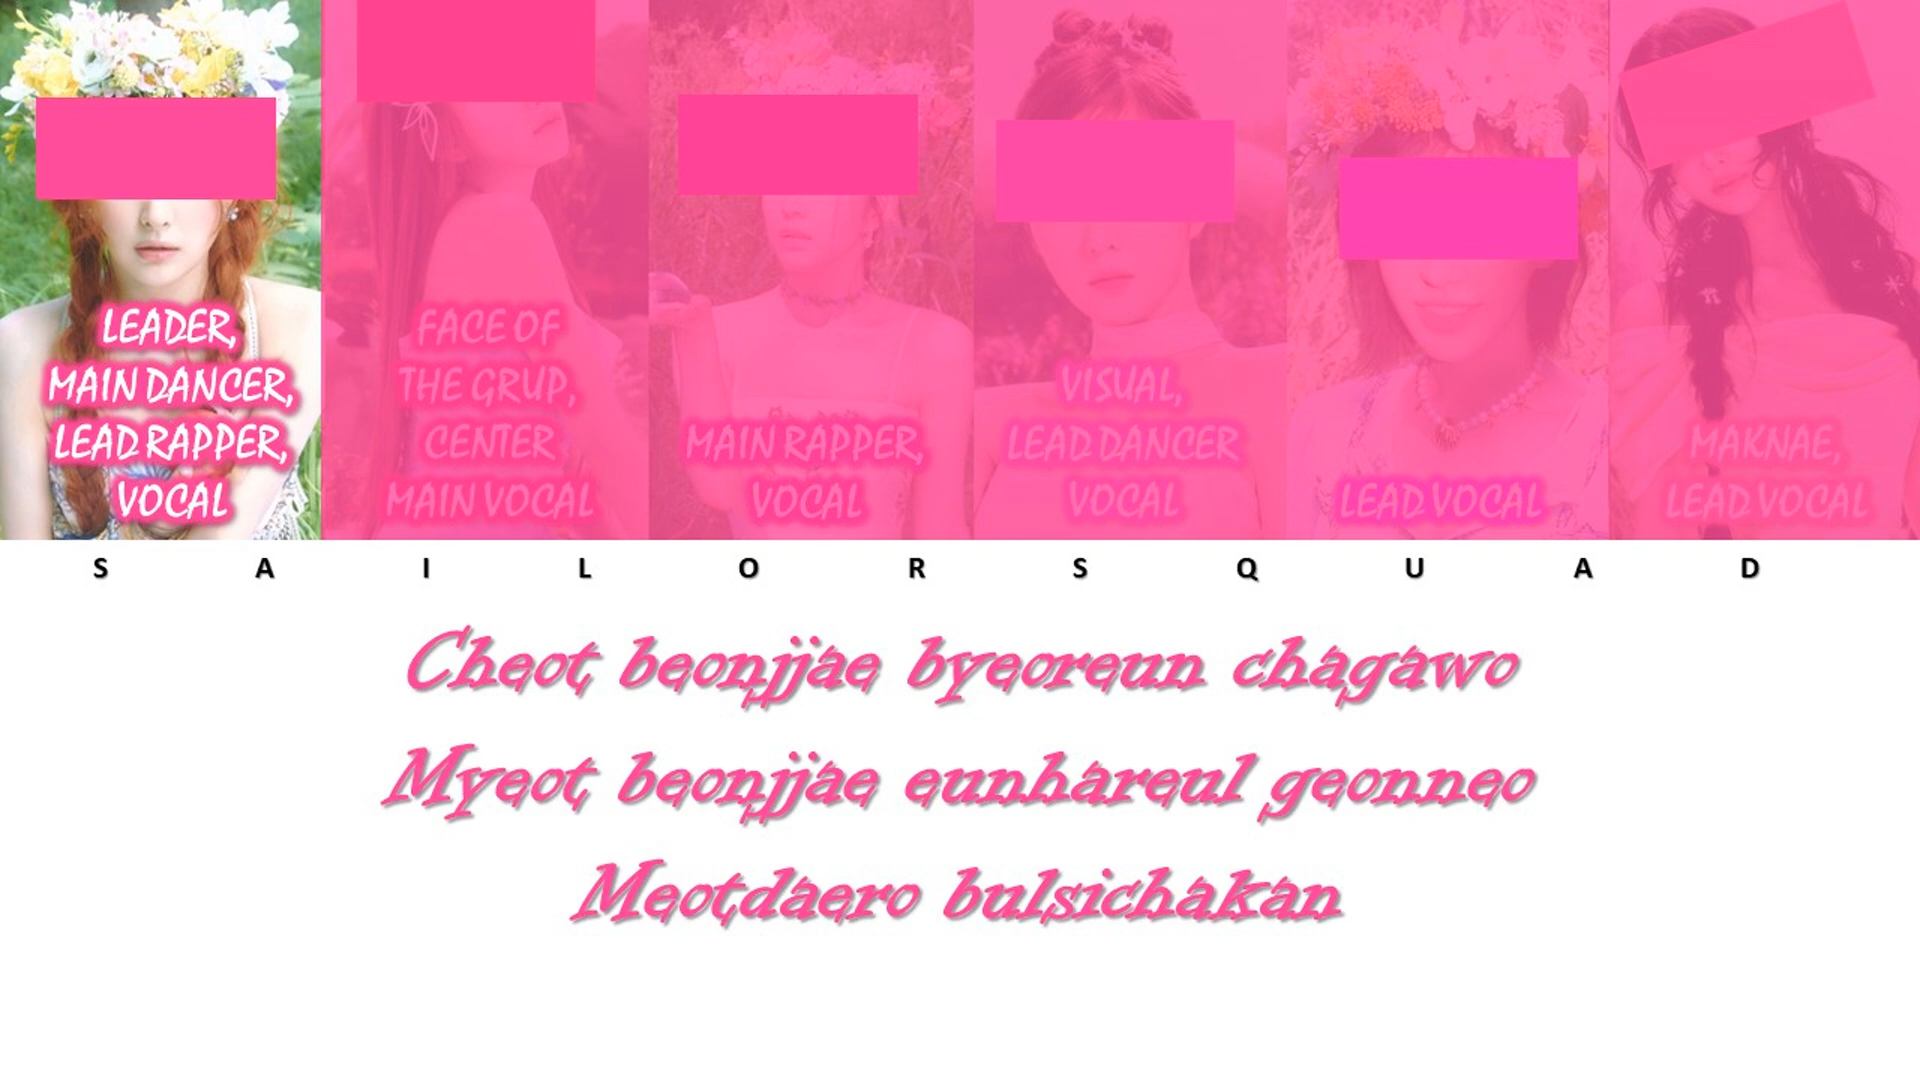 LEADER,
MAIN DANCER,
LEAD RAPPER,
VOCAL
FACE OF
THE GRUP,
CENTER
MAIN VOCAL
MAIN RAPPER,
VOCAL
VISUAL,
LEAD DANCER
VOCAL
LEAD VOCAL
MAKNAE,
LEAD VOCAL
S A I L O R S Q U A D
Cheot beonjjae byeoreun chagawo
Myeot beonjjae eunhareul geonneo
Meotdaero bulsichakan